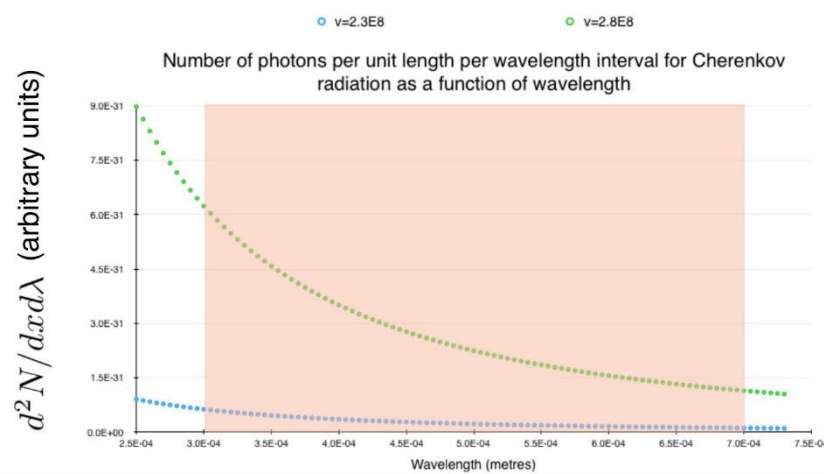 v=2.3E8
v=2.8E8
Number of photons per unit length per wavelength interval for Cherenkov
radiation as a function of wavelength
d²N/dxdλ (arbitrary units)
9.0E-31
7.5E-31
6.0E-31
4.5E-31
3.0E-31
1.5E-31
0.0E+00
2.5E-04 3.0E-04 3.5E-04 4.0E-04 4.5E-04 5.0E-04 5.5E-04 6.0E-04 6.5E-04 7.0E-04 7.5E-0
Wavelength (metres)